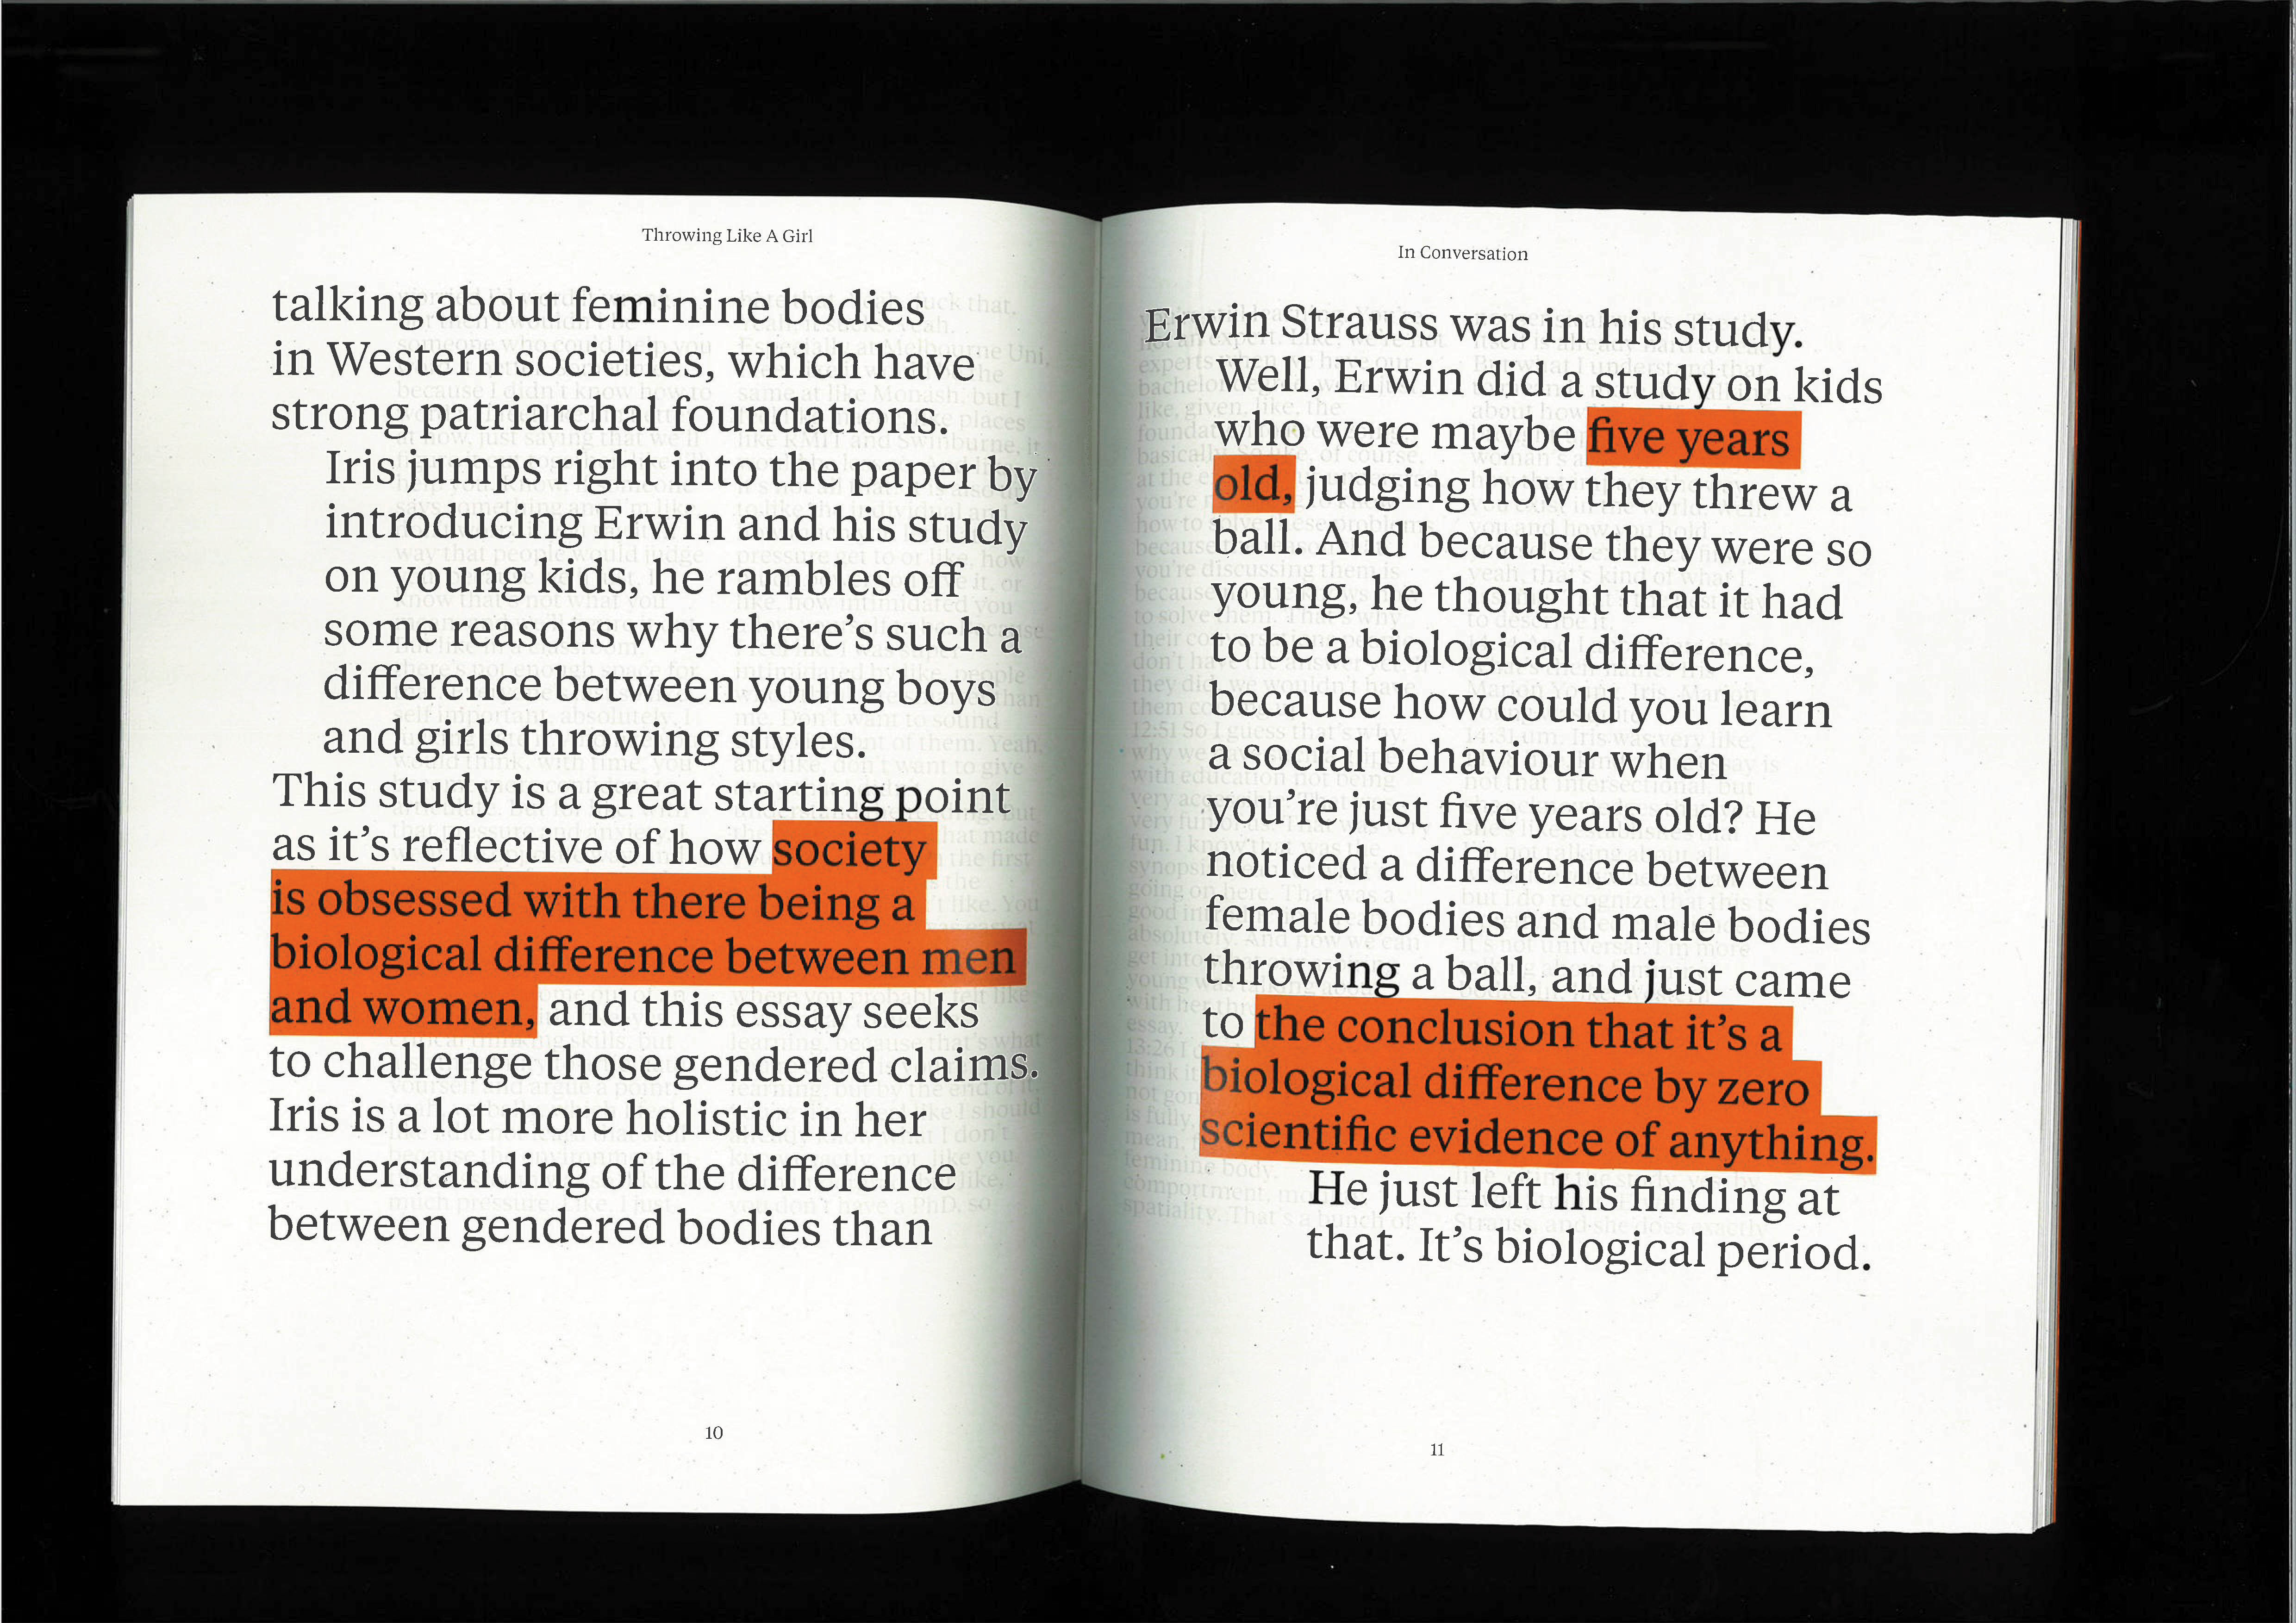 Throwing Like A Girl
talking about feminine bodies
in Western societies, which have
strong patriarchal foundations.
Iris jumps right into the paper by
introducing Erwin and his study
on young kids, he rambles off
some reasons why there's such a
difference between young boys
and girls throwing styles.
This study is a great starting point
as it's reflective of how society
is obsessed with there being a
biological difference between men
and women, and this essay seeks
to challenge those gendered claims.
Iris is a lot more holistic in her
understanding of the difference
between gendered bodies than
10
In Conversation
Erwin Strauss was in his study.
Well, Erwin did a study on kids
who were maybe five years
old, judging how they threw a
ball. And because they were so
young, he thought that it had
to be a biological difference,
because how could you learn
a social behaviour when
you're just five years old? He
noticed a difference between
female bodies and male bodies
throwing a ball, and just came
to the conclusion that it's a
biological difference by zero
scientific evidence of anything.
He just left his finding at
that. It's biological period.
11